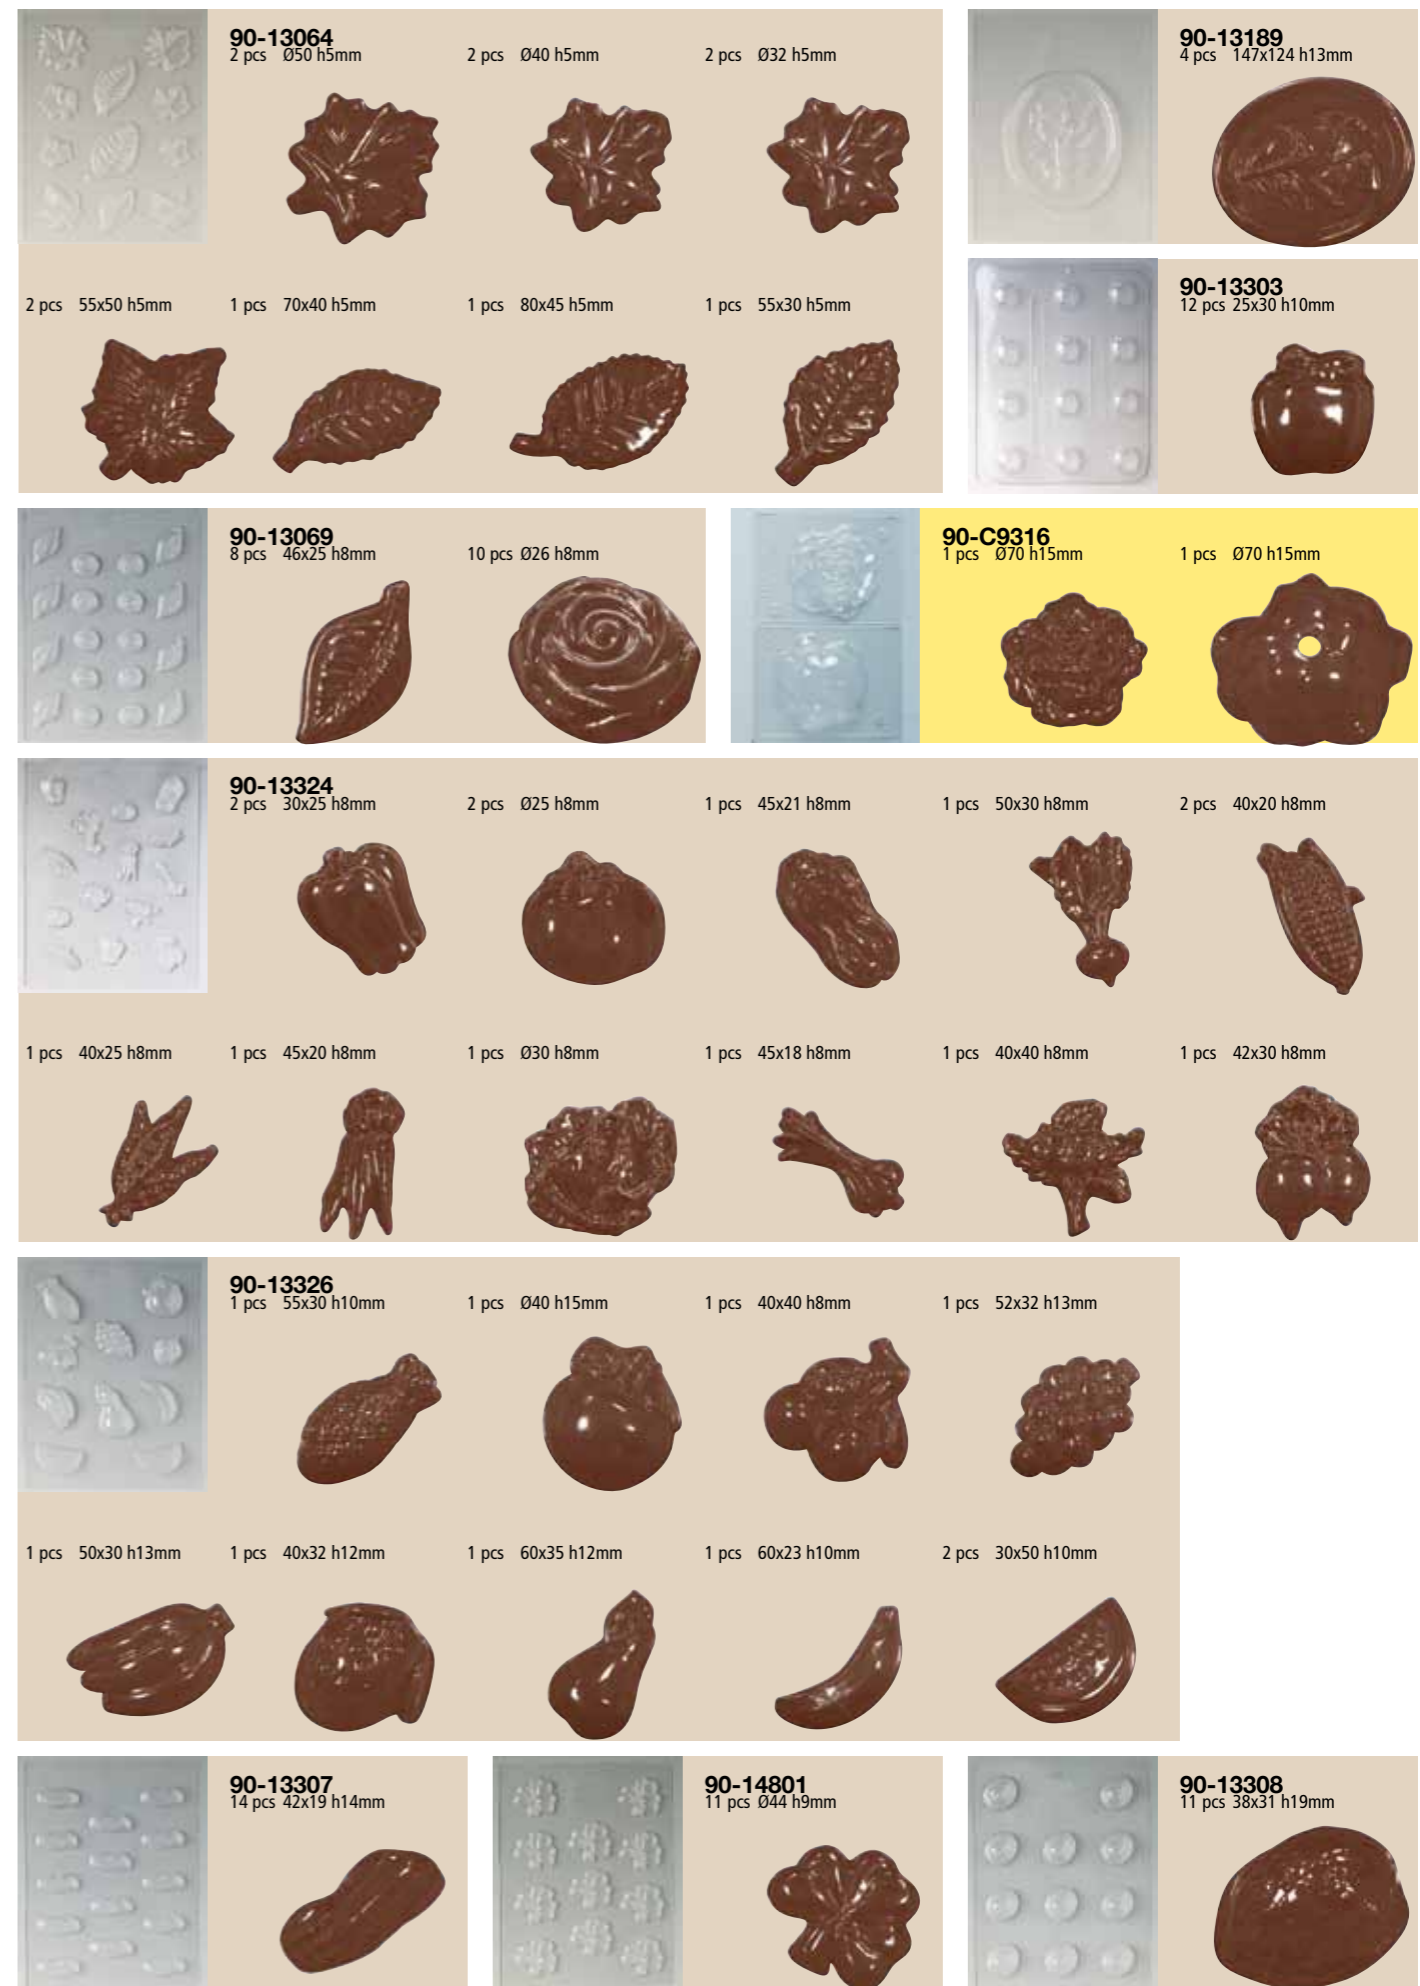 90-13064
2 pcs Ø50 h5mm
2 pcs Ø40 h5mm
2 pcs Ø32 h5mm
2 pcs 55x50 h5mm
1 pcs 70x40 h5mm
1 pcs 80x45 h5mm
1 pcs 55x30 h5mm
90-13189
4 pcs 147x124 h13mm
90-13303
12 pcs 25x30 h10mm
90-13069
8 pcs 46x25 h8mm
10 pcs Ø26 h8mm
90-C9316
1 pcs Ø70 h15mm
1 pcs Ø70 h15mm
90-13324
2 pcs 30x25 h8mm
2 pcs Ø25 h8mm
1 pcs 45x21 h8mm
1 pcs 50x30 h8mm
2 pcs 40x20 h8mm
1 pcs 40x25 h8mm
1 pcs 45x20 h8mm
1 pcs Ø30 h8mm
1 pcs 45x18 h8mm
1 pcs 40x40 h8mm
1 pcs 42x30 h8mm
90-13326
1 pcs 55x30 h10mm
1 pcs Ø40 h15mm
1 pcs 40x40 h8mm
1 pcs 52x32 h13mm
1 pcs 50x30 h13mm
1 pcs 40x32 h12mm
1 pcs 60x35 h12mm
1 pcs 60x23 h10mm
2 pcs 30x50 h10mm
90-13307
14 pcs 42x19 h14mm
90-14801
11 pcs Ø44 h9mm
90-13308
11 pcs 38x31 h19mm